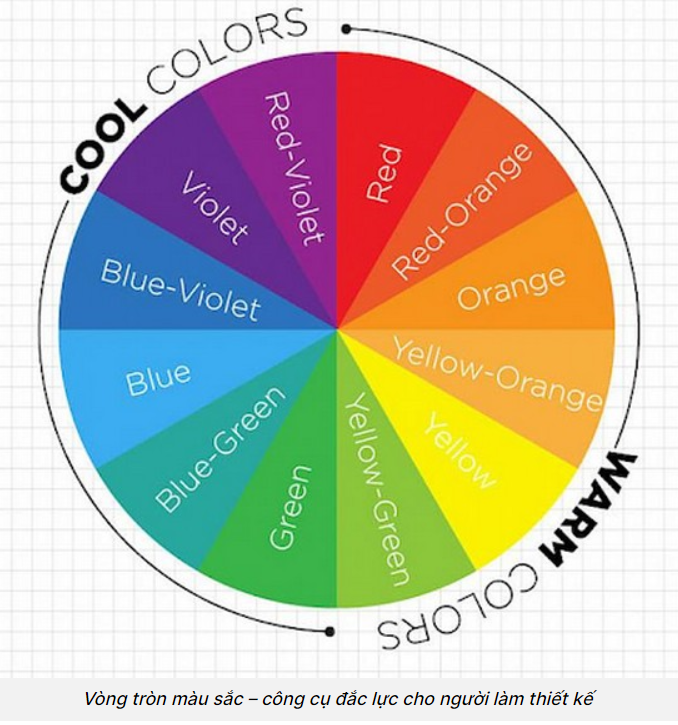 COOL COLORS
Red
Red-Orange
Orange
Yellow-Orange
Yellow
Yellow-Green
Green
Blue-Green
Blue
Blue-Violet
Violet
Red-Violet
WARM COLORS
Vòng tròn màu sắc – công cụ đắc lực cho người làm thiết kế